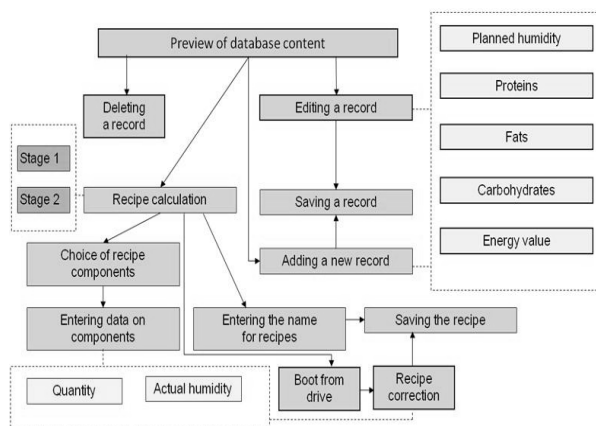 Preview of database content
Planned humidity
Proteins
Fats
Carbohydrates
Energy value
Deleting
a record
Editing a record
Stage 1
Stage 2
Recipe calculation
Saving a record
Choice of recipe
components
Adding a new record
Entering data on
components
Entering the name
for recipes
Saving the recipe
Quantity
Actual humidity
Boot from
drive
Recipe
correction